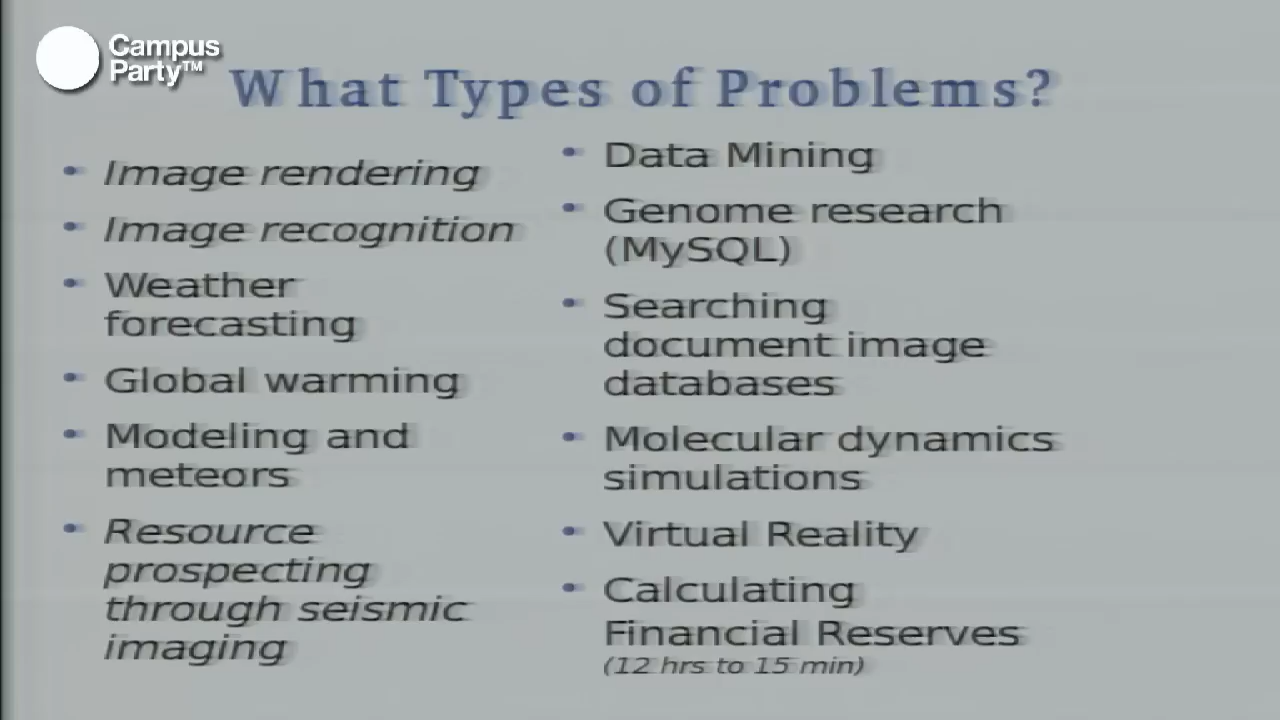 Campus
Party™
What Types of Problems?
• Image rendering
• Image recognition
• Weather
forecasting
• Global warming
• Modeling and
meteors
• Resource
prospecting
through seismic
imaging
• Data Mining
• Genome research
(MySQL)
• Searching
document image
databases
• Molecular dynamics
simulations
• Virtual Reality
• Calculating
Financial Reserves
(12 hrs to 15 min)